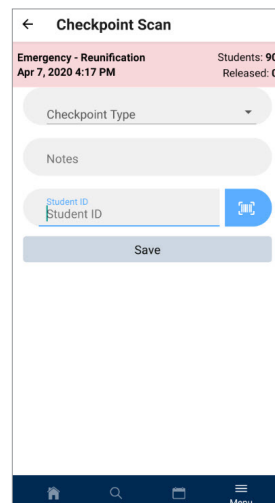 Checkpoint Scan
Emergency - Reunification Students: 90
Apr 7, 2020 4:17 PM Released: 0
Checkpoint Type
Notes
Student ID
Student ID
Save
Menu